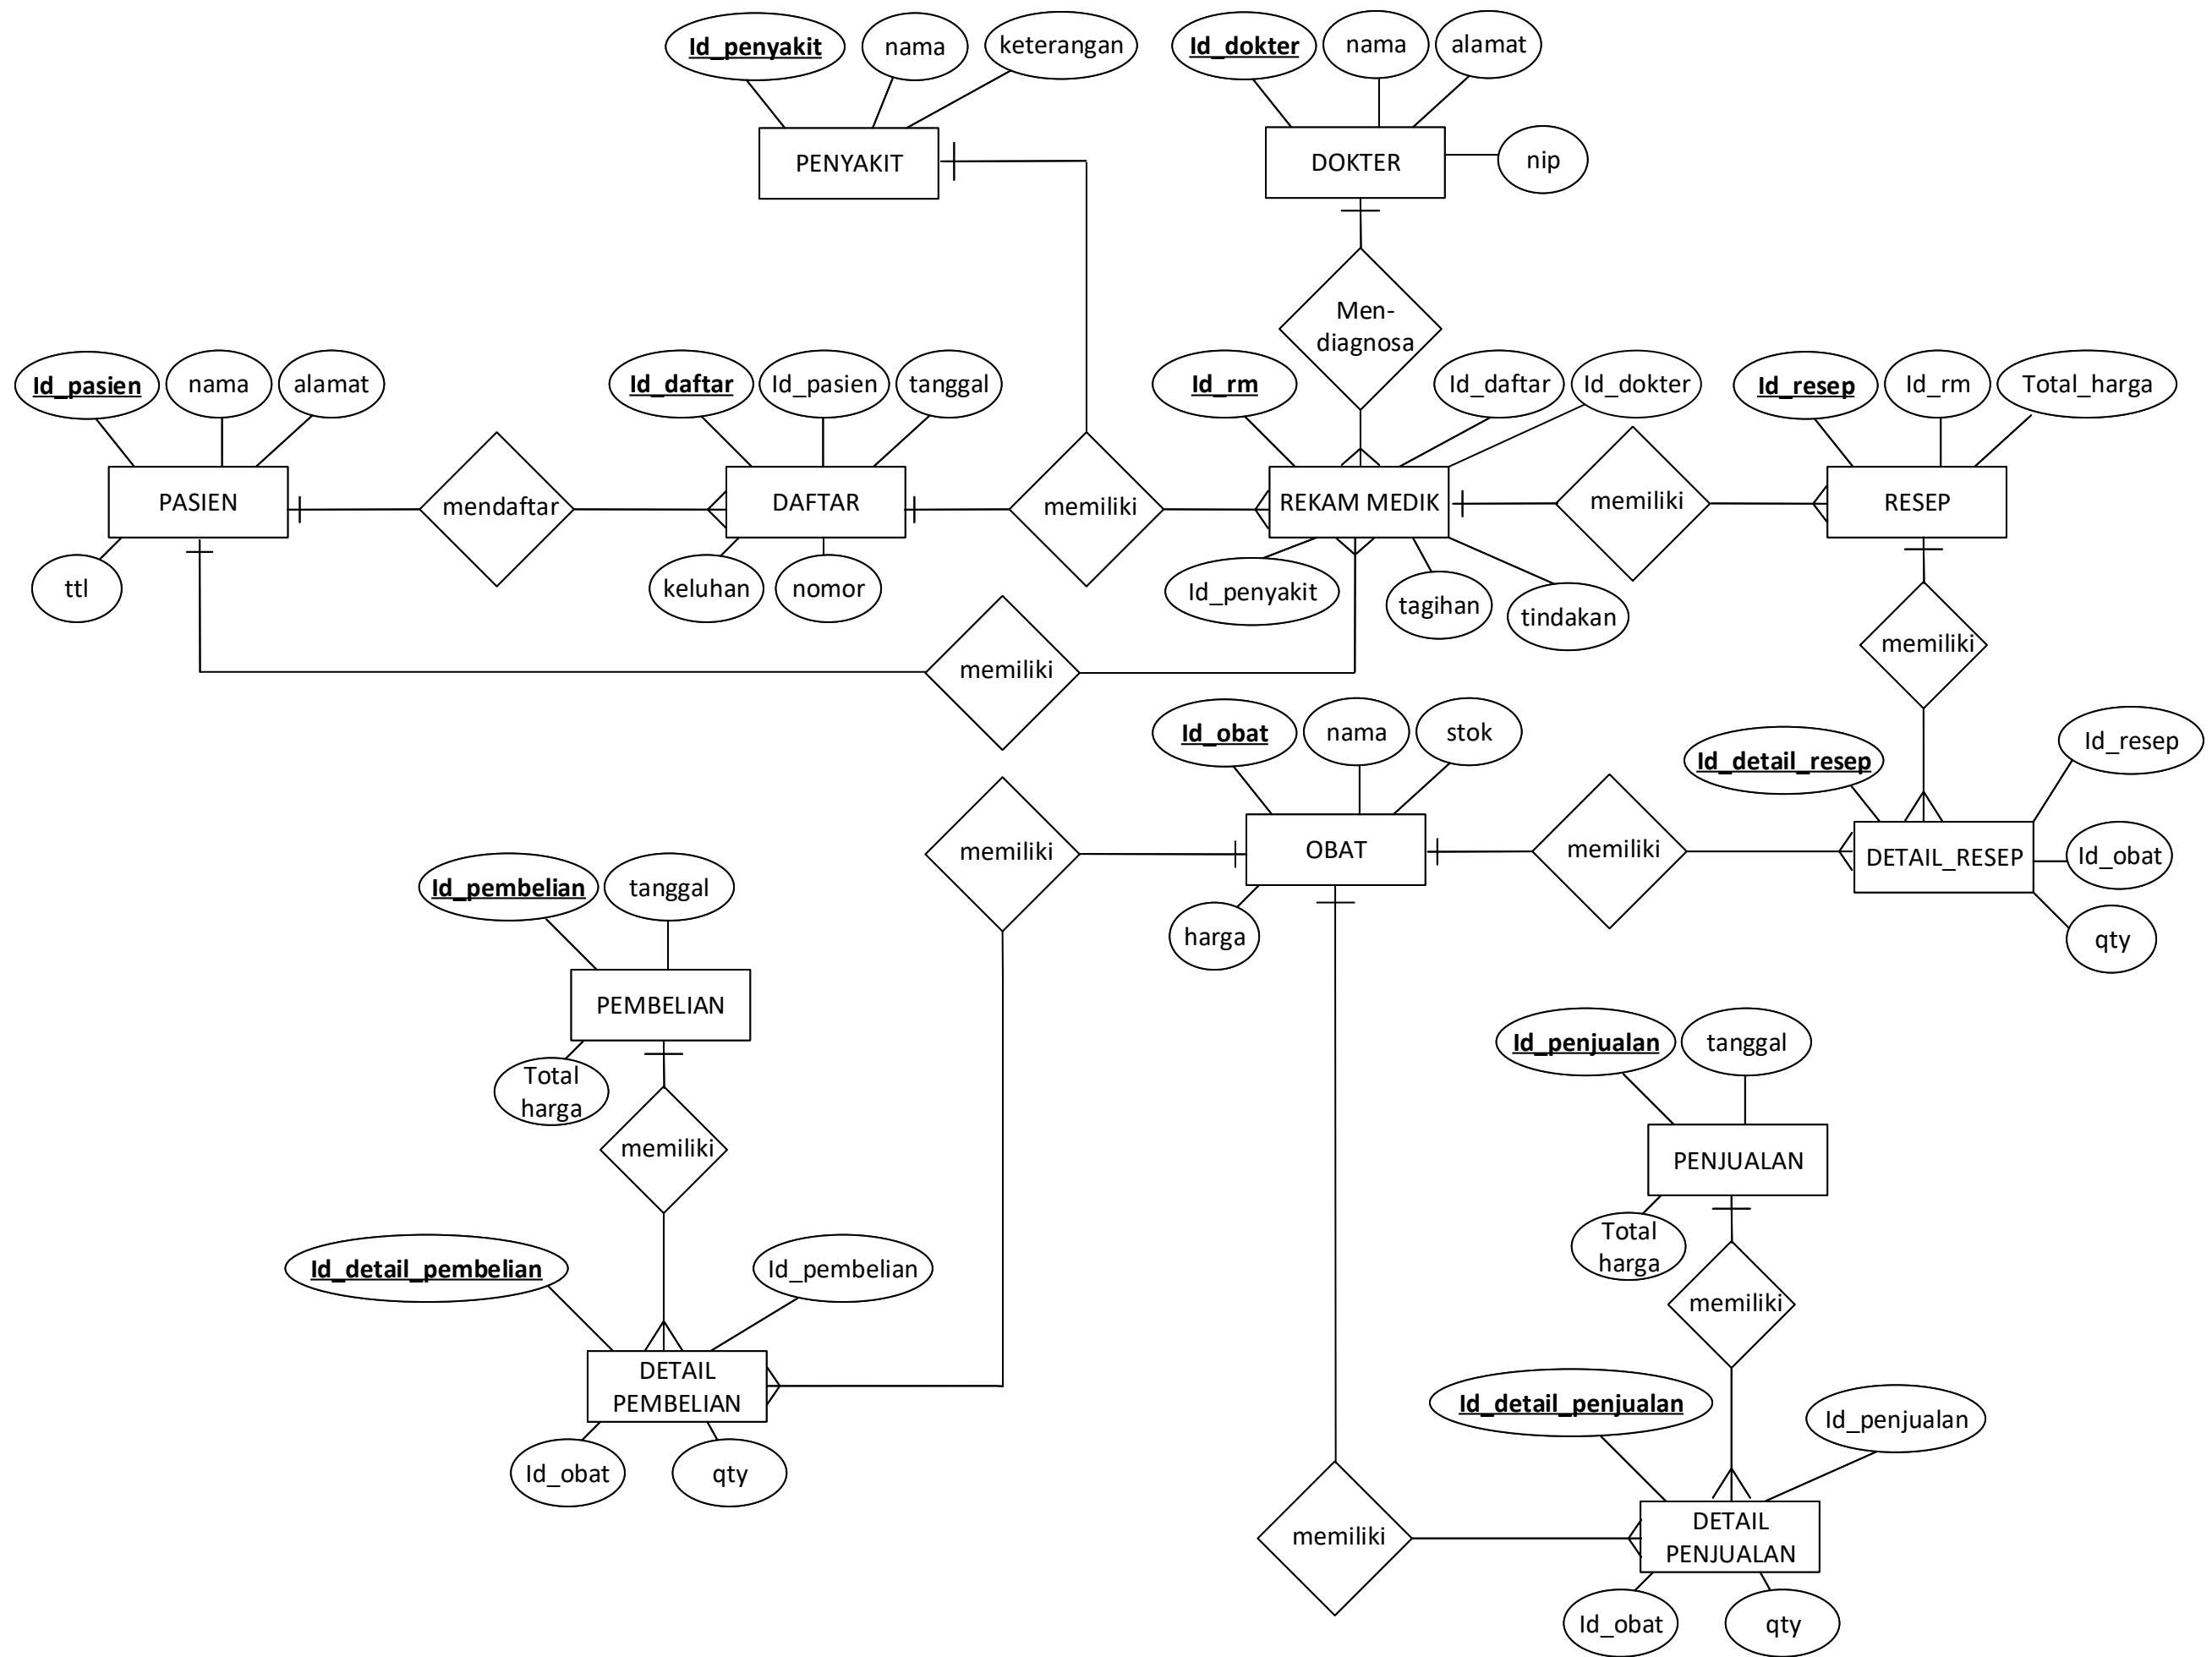 Id_penyakit
nama
keterangan
PENYAKIT
Id_dokter
nama
alamat
DOKTER
nip
Men-
diagnosa
Id_pasien
nama
alamat
PASIEN
ttl
mendaftar
Id_daftar
Id_pasien
tanggal
DAFTAR
keluhan
nomor
memiliki
Id_rm
Id_daftar
Id_dokter
REKAM MEDIK
Id_penyakit
tagihan
tindakan
memiliki
Id_resep
Id_rm
Total_harga
RESEP
memiliki
memiliki
Id_obat
nama
stok
OBAT
harga
memiliki
memiliki
Id_detail_resep
Id_resep
DETAIL_RESEP
Id_obat
qty
Id_pembelian
tanggal
PEMBELIAN
Total
harga
memiliki
Id_detail_pembelian
Id_pembelian
DETAIL
PEMBELIAN
Id_obat
qty
Id_penjualan
tanggal
PENJUALAN
Total
harga
memiliki
Id_detail_penjualan
Id_penjualan
memiliki
DETAIL
PENJUALAN
Id_obat
qty